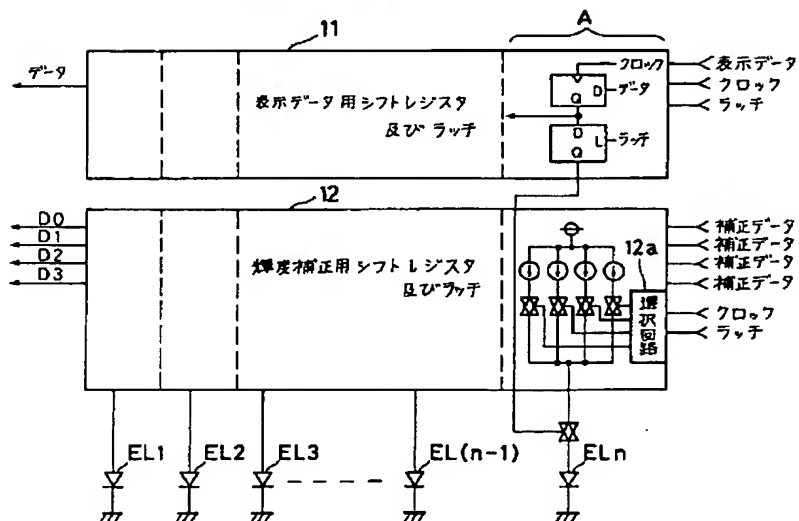 11
A
データ
表示データ用シフトレジスタ
及びラッチ
クロック
D
データ
Q
D
L
ラッチ
Q
表示データ
クロック
ラッチ
12
D0
D1
D2
D3
輝度補正用シフトレジスタ
及びラッチ
12a
選択回路
補正データ
補正データ
補正データ
補正データ
クロック
ラッチ
EL1
EL2
EL3
EL(n-1)
ELn